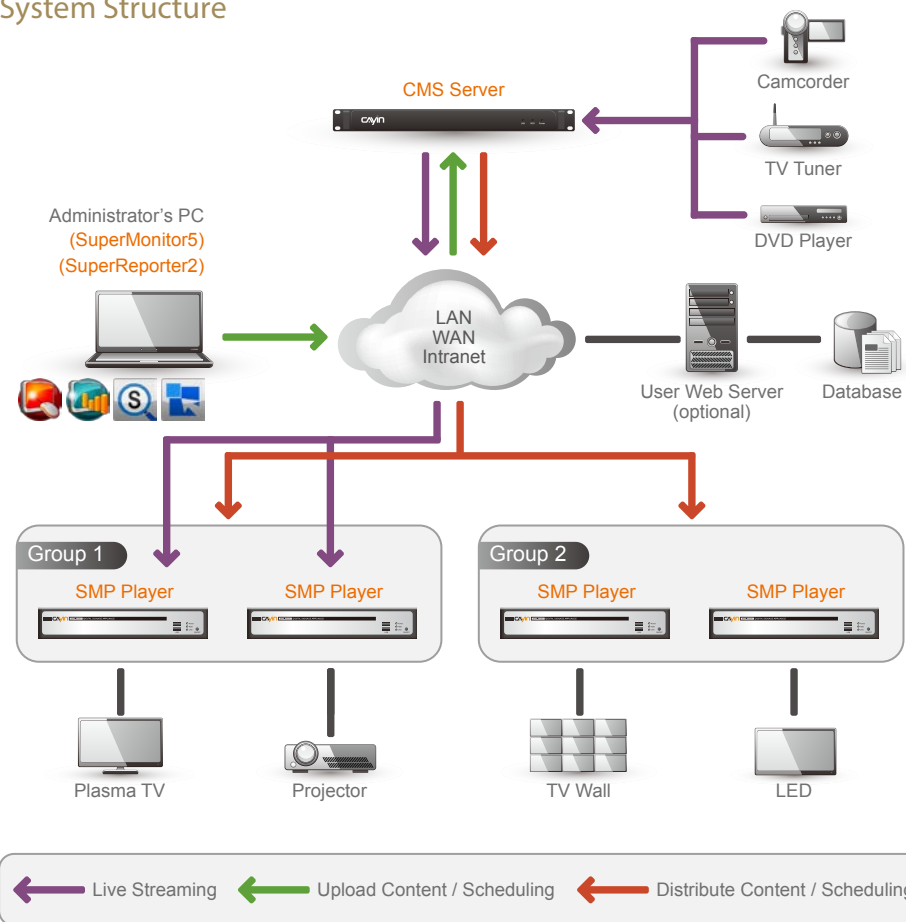 System Structure
CMS Server
CAYIN
Camcorder
TV Tuner
DVD Player
Administrator's PC
(SuperMonitor5)
(SuperReporter2)
LAN
WAN
Intranet
S
User Web Server
(optional)
Database
Group 1
SMP Player
SMP Player
Group 2
SMP Player
SMP Player
Plasma TV
Projector
TV Wall
LED
Live Streaming
Upload Content / Scheduling
Distribute Content / Scheduling